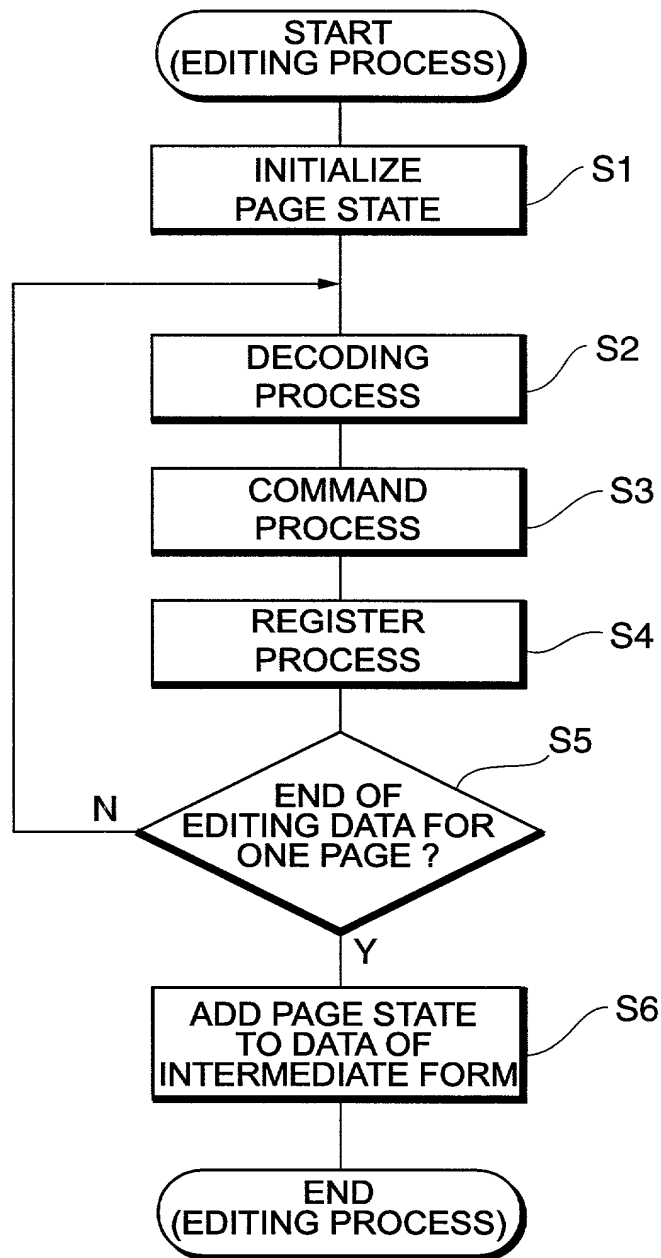 START
(EDITING PROCESS)
INITIALIZE
PAGE STATE
S1
DECODING
PROCESS
S2
COMMAND
PROCESS
S3
REGISTER
PROCESS
S4
S5
END OF
EDITING DATA FOR
ONE PAGE ?
N
Y
ADD PAGE STATE
TO DATA OF
INTERMEDIATE FORM
S6
END
(EDITING PROCESS)